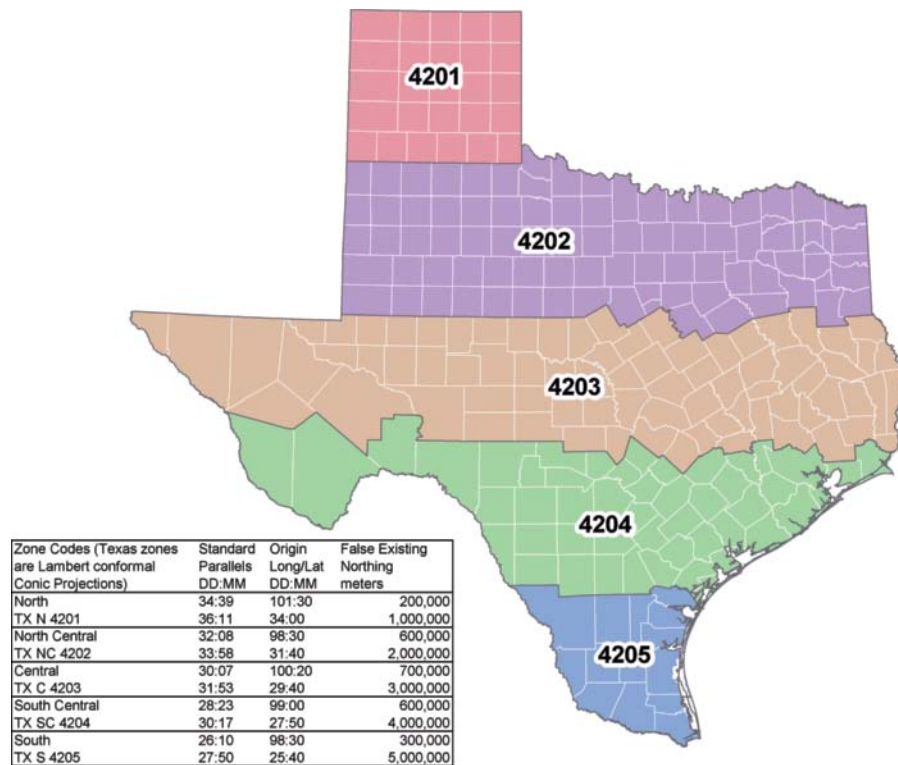 4201
4202
4203
4204
4205
Zone Codes (Texas zones are Lambert conformal Conic Projections) Standard Parallels DD:MM Origin Long/Lat DD:MM False Existing Northing meters
North 34:39 101:30 200,000
TX N 4201 36:11 34:00 1,000,000
North Central 32:08 98:30 600,000
TX NC 4202 33:58 31:40 2,000,000
Central 30:07 100:20 700,000
TX C 4203 31:53 29:40 3,000,000
South Central 28:23 99:00 600,000
TX SC 4204 30:17 27:50 4,000,000
South 26:10 98:30 300,000
TX S 4205 27:50 25:40 5,000,000